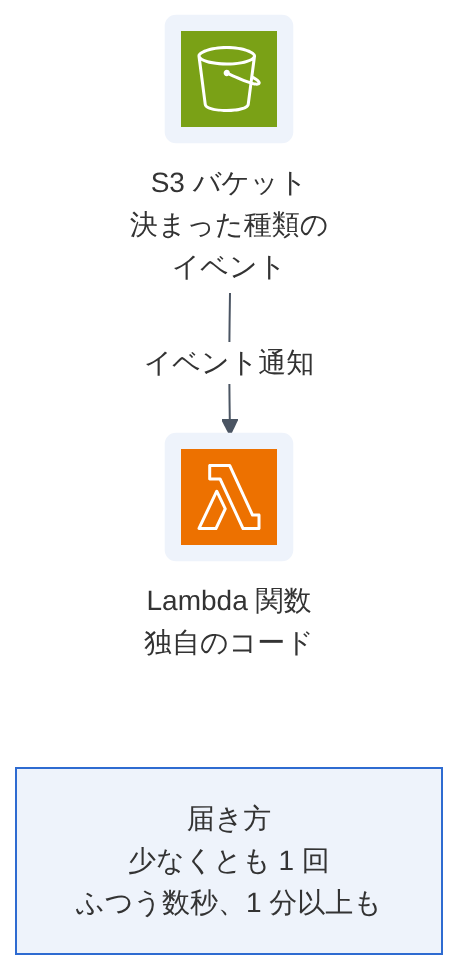 S3 バケット
決まった種類の
イベント
イベント通知
Lambda 関数
独自のコード
届き方
少なくとも 1 回
ふつう数秒、1 分以上も